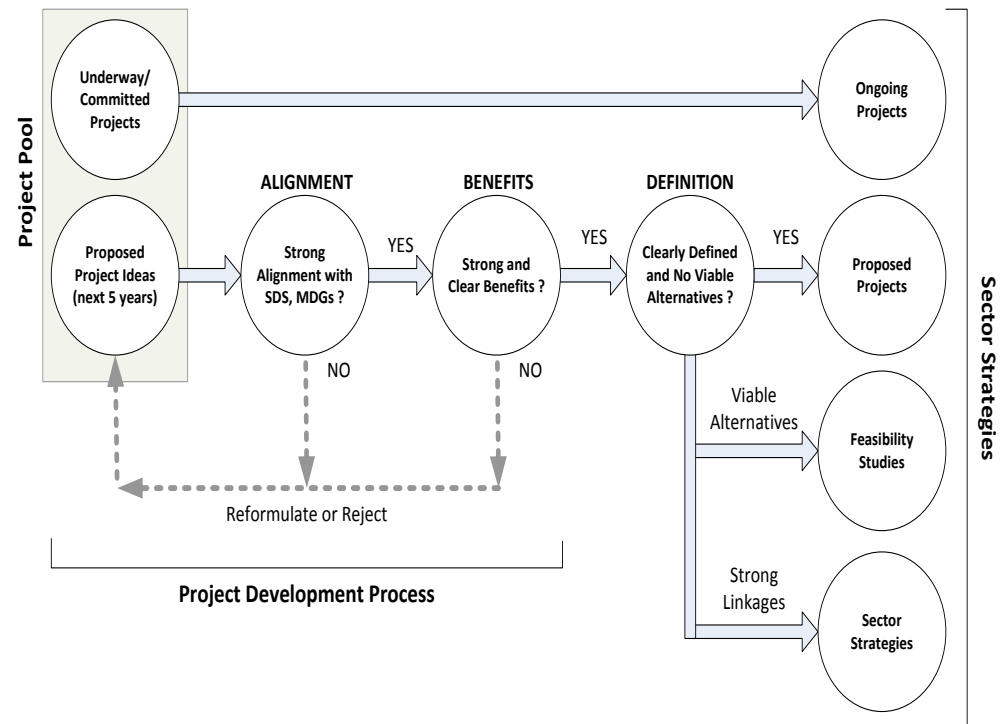 Project Pool
Underway/
Committed
Projects
Ongoing
Projects
ALIGNMENT
BENEFITS
DEFINITION
Proposed
Project Ideas
(next 5 years)
Strong
Alignment with
SDS, MDGs ?
YES
Strong and
Clear Benefits ?
YES
Clearly Defined
and No Viable
Alternatives ?
YES
Proposed
Projects
NO
NO
Reformulate or Reject
Project Development Process
Viable
Alternatives
Feasibility
Studies
Strong
Linkages
Sector
Strategies
Sector Strategies